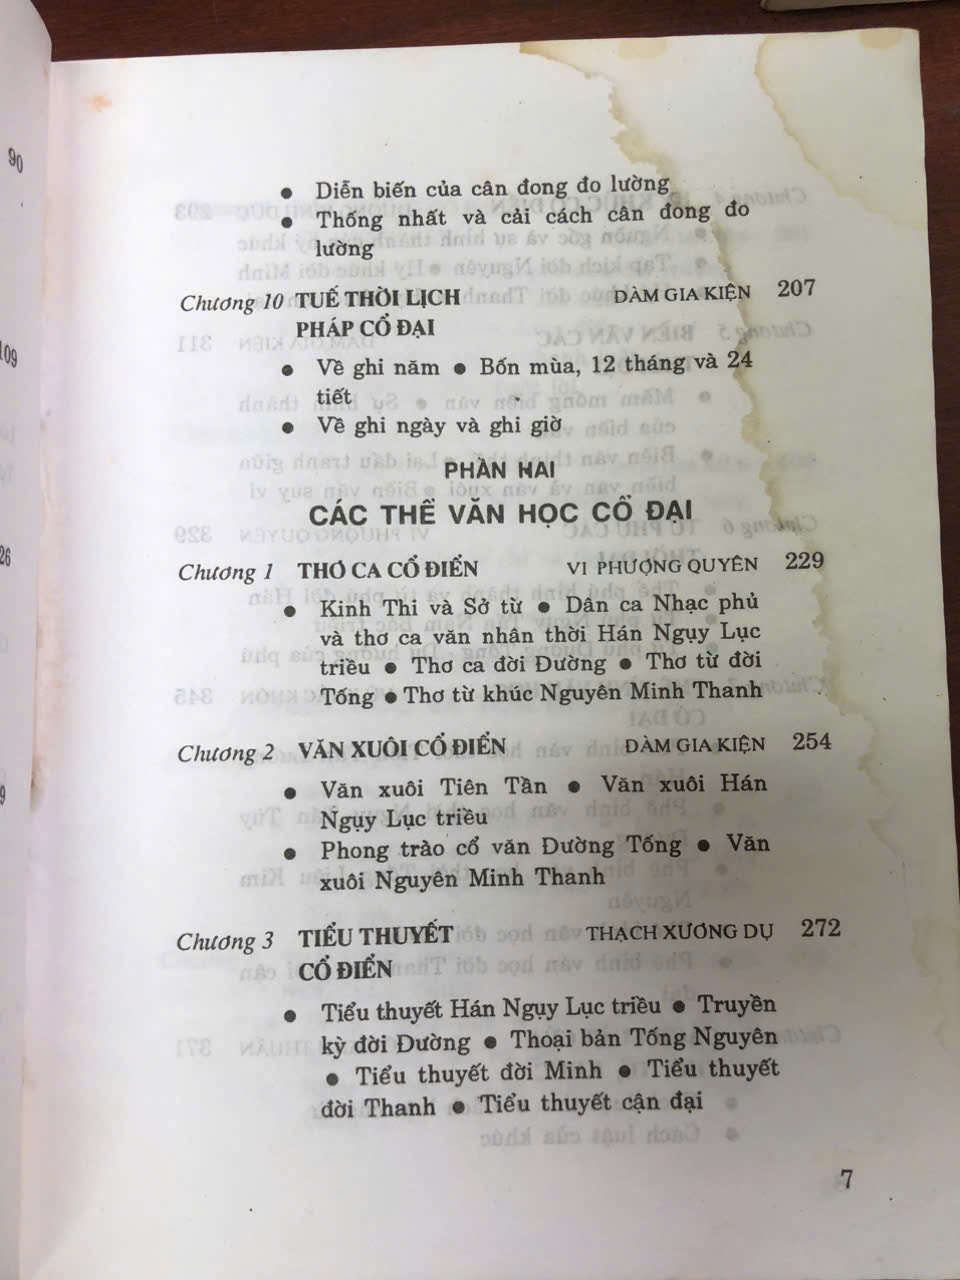 ● Diễn biến của cân đong đo lường
● Thống nhất và cải cách cân đong đo
lường
Chương 10 TUẾ THỜI LỊCH ĐÀM GIA KIỆN 207
PHÁP CỔ ĐẠI
● Về ghi năm ● Bốn mùa, 12 tháng và 24
tiết
● Về ghi ngày và ghi giờ
PHẦN HAI
CÁC THỂ VĂN HỌC CỔ ĐẠI
Chương 1 THƠ CA CỔ ĐIỂN VI PHƯỢNG QUYÊN 229
● Kinh Thi và Sở từ ● Dân ca Nhạc phủ
và thơ ca văn nhân thời Hán Ngụy Lục
triều ● Thơ ca đời Đường ● Thơ từ đời
Tống ● Thơ từ khúc Nguyên Minh Thanh
Chương 2 VĂN XUÔI CỔ ĐIỂN ĐÀM GIA KIỆN 254
● Văn xuôi Tiên Tần ● Văn xuôi Hán
Ngụy Lục triều
● Phong trào cổ văn Đường Tống ● Văn
xuôi Nguyên Minh Thanh
Chương 3 TIỂU THUYẾT THẠCH XƯƠNG DỤ 272
CỔ ĐIỂN
● Tiểu thuyết Hán Ngụy Lục triều ● Truyền
kỳ đời Đường ● Thoại bản Tống Nguyên
● Tiểu thuyết đời Minh ● Tiểu thuyết
đời Thanh ● Tiểu thuyết cận đại
7
90
109